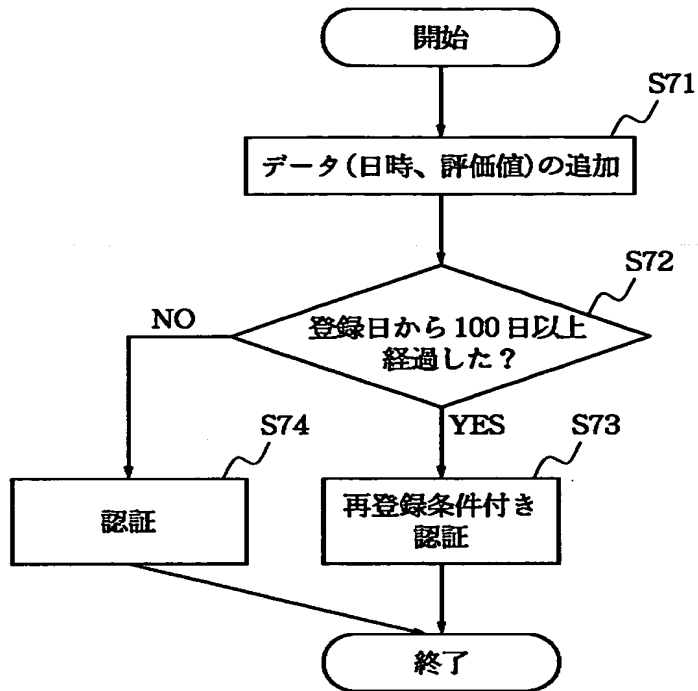 開始
S71
データ(日時、評価値)の追加
S72
登録日から100日以上
経過した?
NO
YES
S74
認証
S73
再登録条件付き
認証
終了